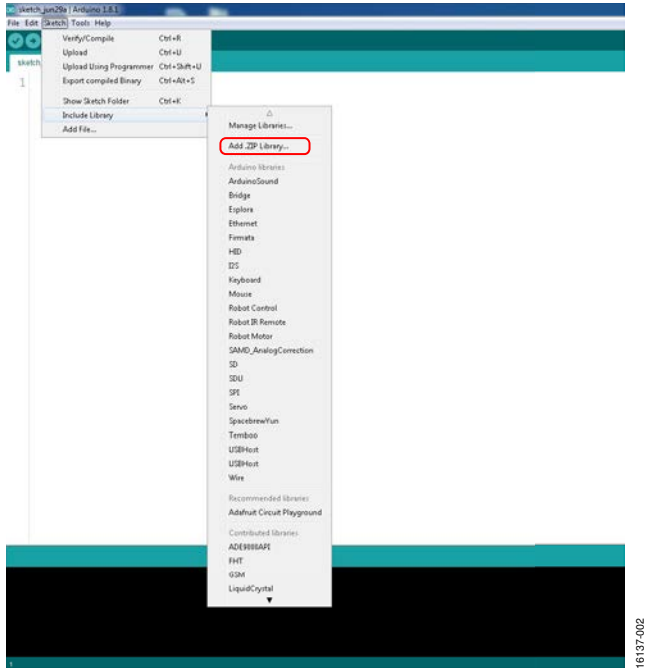 sketch_jun29a | Arduino 1.8.1
File Edit Sketch Tools Help
sketch
1
Verify/Compile Ctrl+R
Upload Ctrl+U
Upload Using Programmer Ctrl+Shift+U
Export compiled Binary Ctrl+Alt+S
Show Sketch Folder Ctrl+K
Include Library
Add File...
Manage Libraries...
Add .ZIP Library...
Arduino libraries
ArduinoSound
Bridge
Esplora
Ethernet
Firmata
HID
I2S
Keyboard
Mouse
Robot Control
Robot IR Remote
Robot Motor
SAMD_AnalogCorrection
SD
SDU
SPI
Servo
SpacebrewYun
Temboo
USBHost
USBHost
Wire
Recommended libraries
Adafruit Circuit Playground
Contributed libraries
ADE9000API
FHT
GSM
LiquidCrystal
1
16137-002